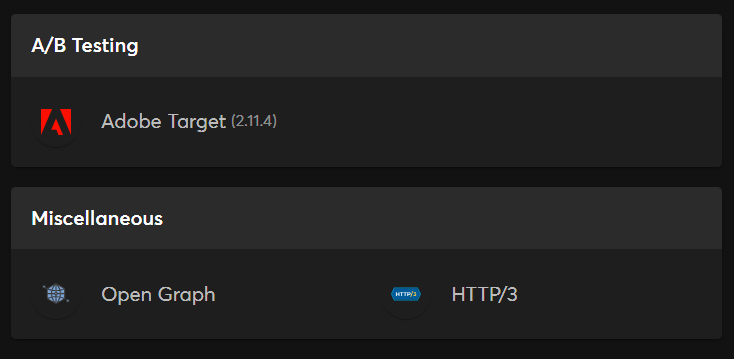 A/B Testing
Adobe Target (2.11.4)
Miscellaneous
Open Graph HTTP/3 HTTP/3